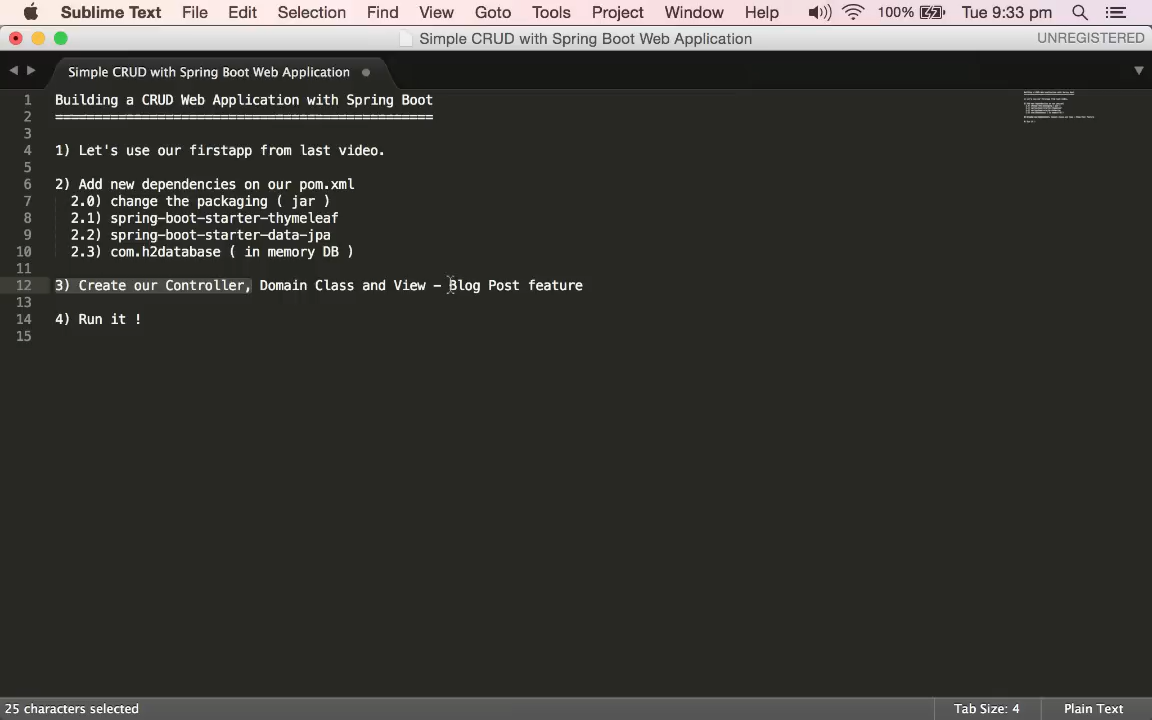 Sublime Text File Edit Selection Find View Goto Tools Project Window Help 100% Tue 9:33 pm
Simple CRUD with Spring Boot Web Application UNREGISTERED
Simple CRUD with Spring Boot Web Application
1 Building a CRUD Web Application with Spring Boot
2 ================================================
3
4 1) Let's use our firstapp from last video.
5
6 2) Add new dependencies on our pom.xml
7 2.0) change the packaging ( jar )
8 2.1) spring-boot-starter-thymeleaf
9 2.2) spring-boot-starter-data-jpa
10 2.3) com.h2database ( in memory DB )
11
12 3) Create our Controller, Domain Class and View - Blog Post feature
13
14 4) Run it !
15
25 characters selected Tab Size: 4 Plain Text